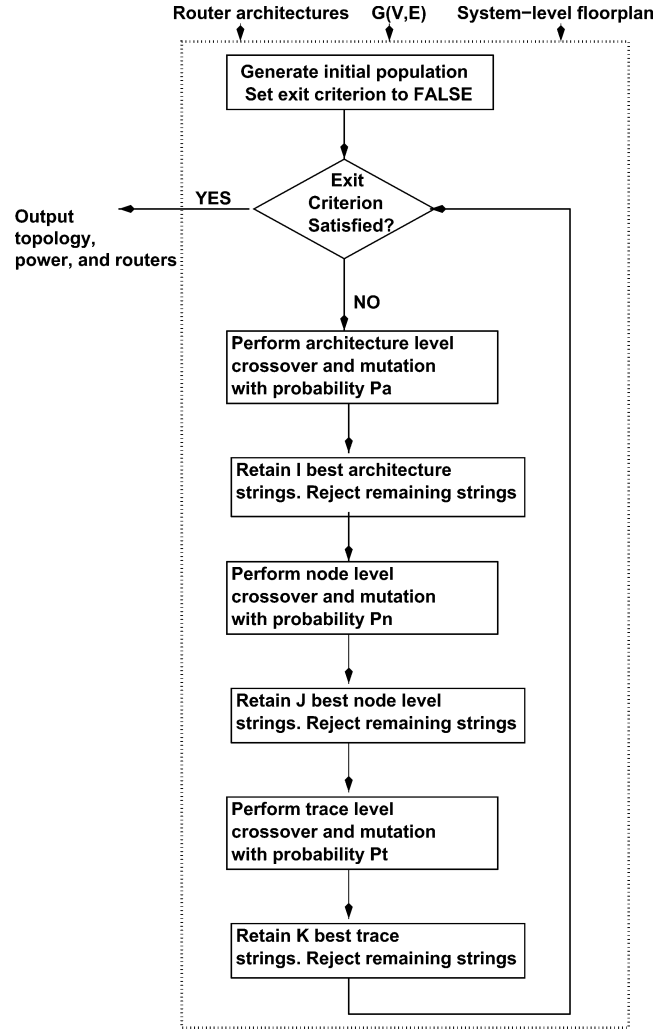 Router architectures G(V,E) System−level floorplan
Generate initial population
Set exit criterion to FALSE
Exit
Criterion
Satisfied?
YES
Output
topology,
power, and routers
NO
Perform architecture level
crossover and mutation
with probability Pa
Retain I best architecture
strings. Reject remaining strings
Perform node level
crossover and mutation
with probability Pn
Retain J best node level
strings. Reject remaining strings
Perform trace level
crossover and mutation
with probability Pt
Retain K best trace
strings. Reject remaining strings